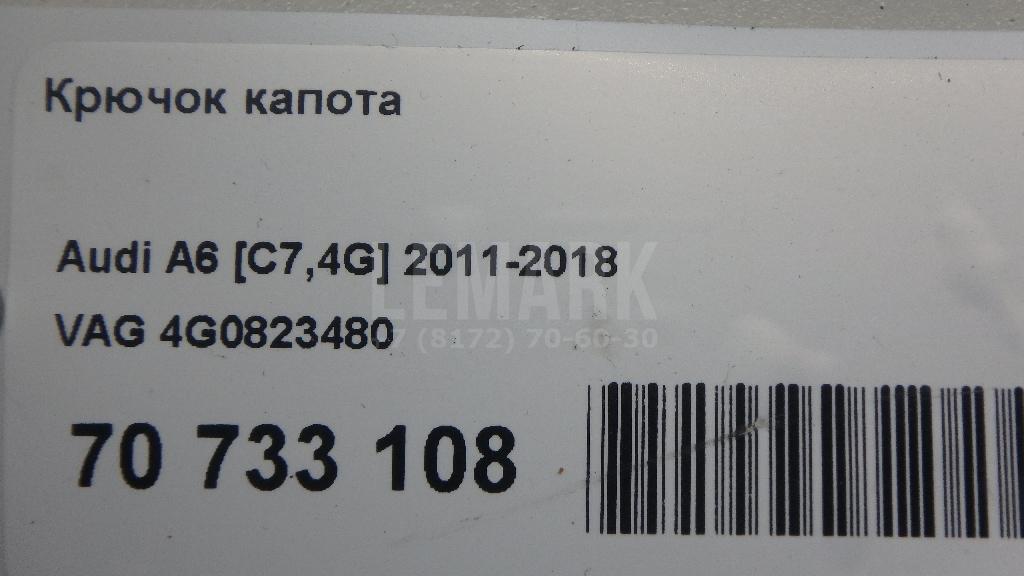 Крючок капота
Audi A6 [C7,4G] 2011-2018
LEMARK
VAG 4G0823480
+7 (8172) 70-60-30
70 733 108